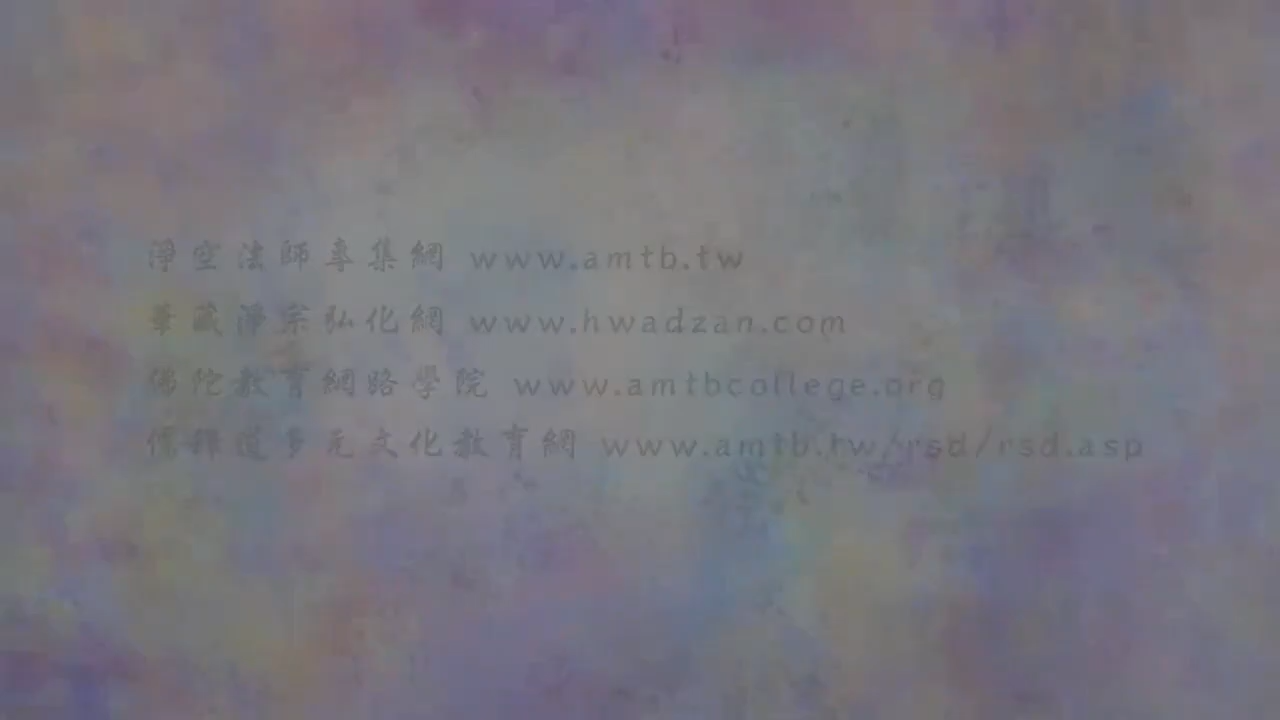 淨空法師專集網 www.amtb.tw
華藏淨宗弘化網 www.hwadzan.com
佛陀教育網路學院 www.amtbcollege.org
儒釋道多元文化教育網 www.amtb.tw/rsd/rsd.asp